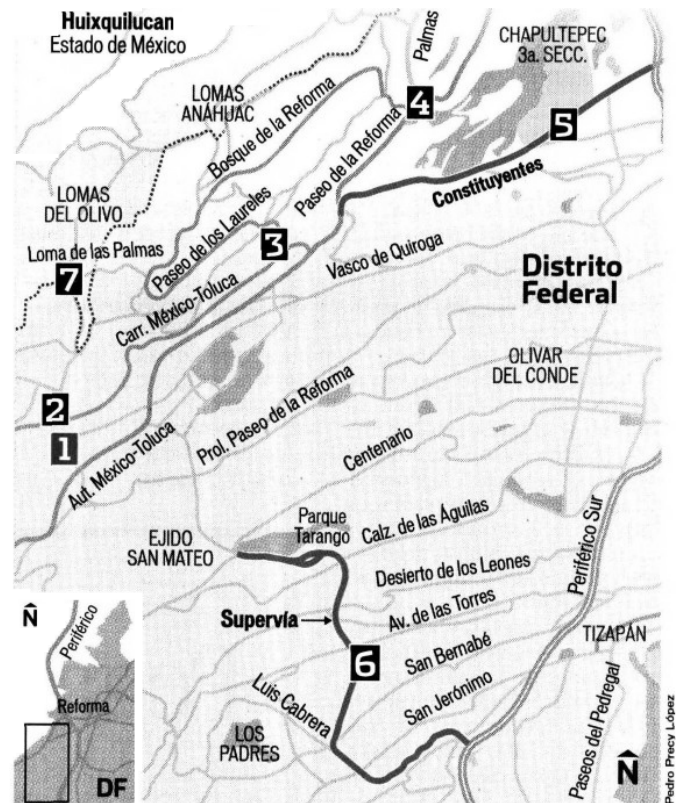 Huixquilucan
Estado de México
Palmas
CHAPULTEPEC
3a. SECC.
LOMAS
ANÁHUAC
Bosque de la Reforma
4
Paseo de la Reforma
5
Constituyentes
LOMAS
DEL OLIVO
Paseo de los Laureles
3
Loma de las Palmas
7
Vasco de Quiroga
Carr. México-Toluca
Distrito
Federal
OLIVAR
DEL CONDE
2
1
Aut. México-Toluca
Prol. Paseo de la Reforma
Centenario
Parque
Tarango
Calz. de las Águilas
EJIDO
SAN MATEO
Desierto de los Leones
Periférico Sur
Supervía
Av. de las Torres
TIZAPÁN
6
San Bernabé
Luis Cabrera
San Jerónimo
LOS
PADRES
Paseos del Pedregal
N
Pedro Precy López
N
Periférico
Reforma
DF